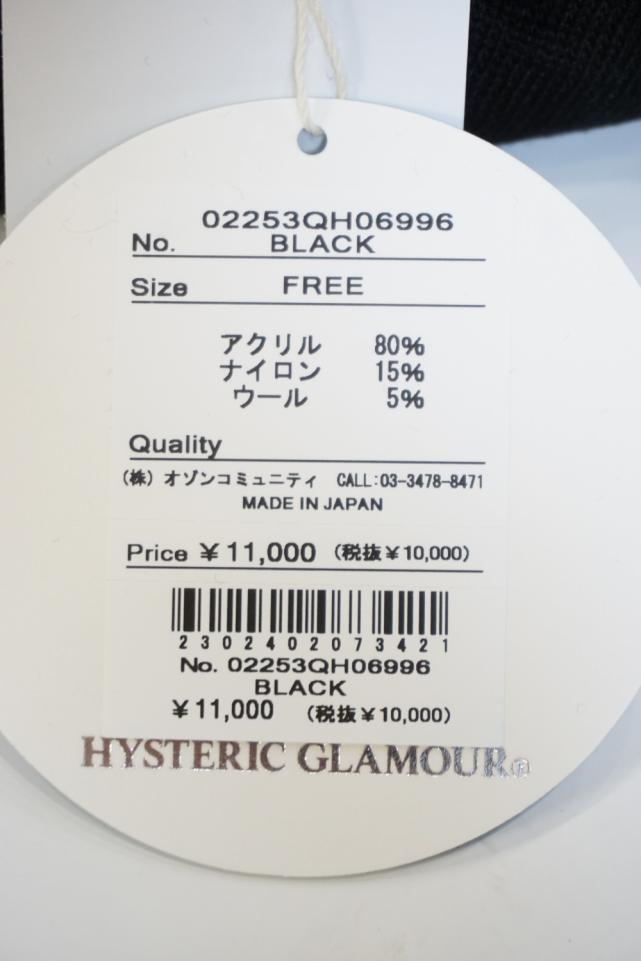 02253QH06996
No. BLACK
Size FREE
アクリル 80%
ナイロン 15%
ウール 5%
Quality
(株) オゾンコミュニティ CALL:03-3478-8471
MADE IN JAPAN
Price ¥11,000 (税抜¥10,000)
2302402073421
No. 02253QH06996
BLACK
¥11,000 (税抜¥10,000)
HYSTERIC GLAMOUR®